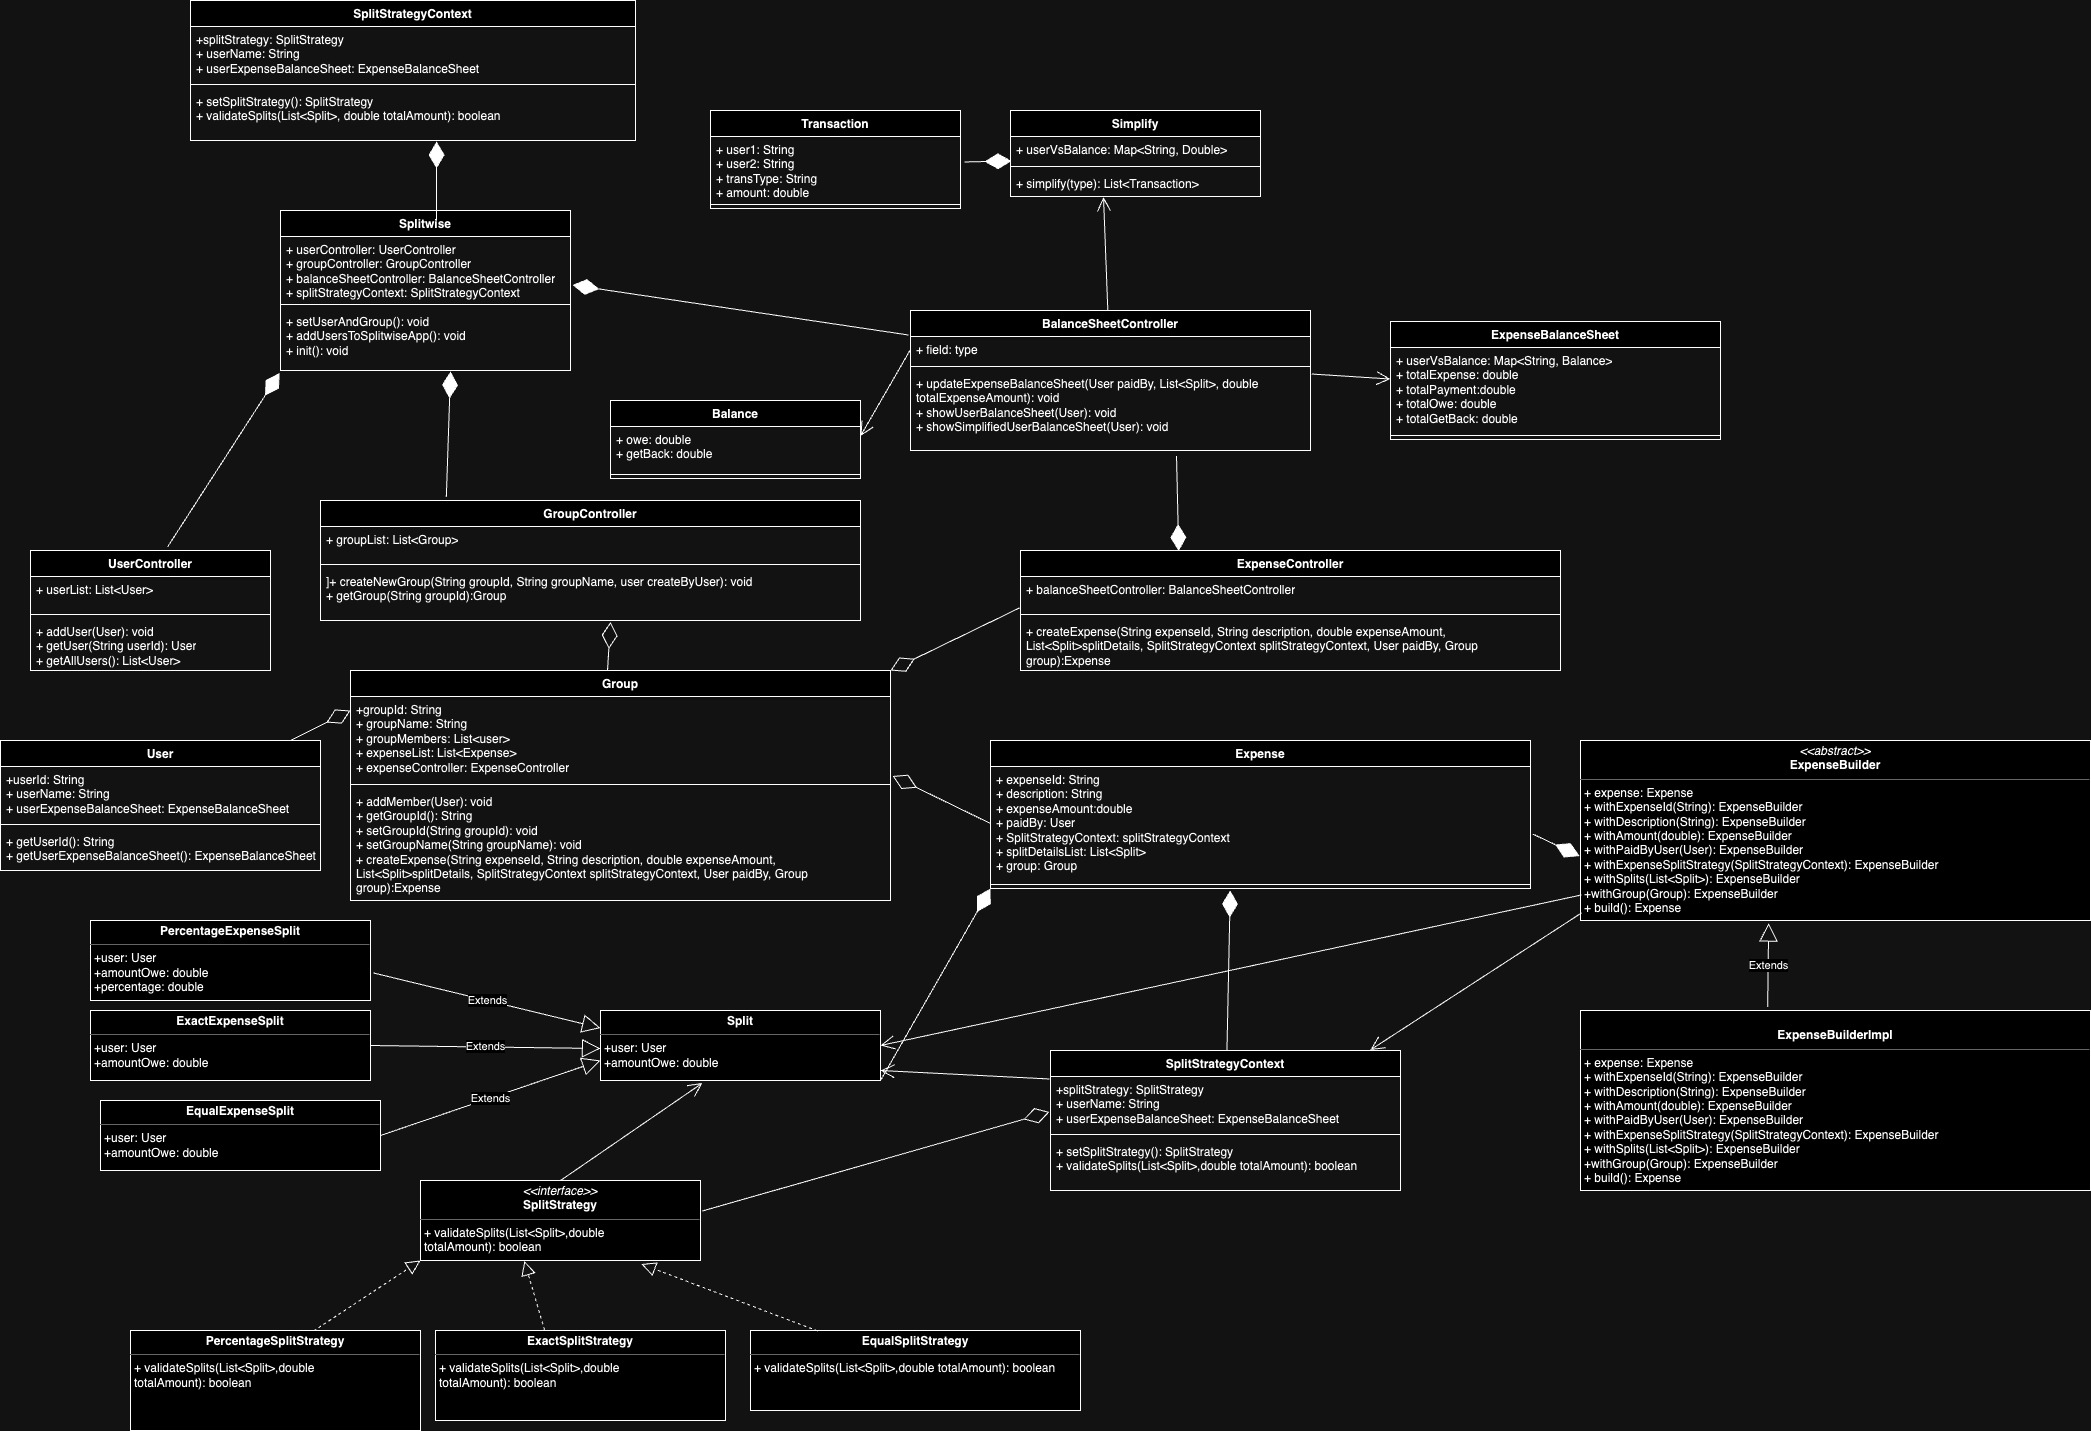 SplitStrategyContext
+splitStrategy: SplitStrategy
+ userName: String
+ userExpenseBalanceSheet: ExpenseBalanceSheet
+ setSplitStrategy(): SplitStrategy
+ validateSplits(List<Split>, double totalAmount): boolean
Transaction
+ user1: String
+ user2: String
+ transType: String
+ amount: double
Simplify
+ userVsBalance: Map<String, Double>
+ simplify(type): List<Transaction>
Splitwise
+ userController: UserController
+ groupController: GroupController
+ balanceSheetController: BalanceSheetController
+ splitStrategyContext: SplitStrategyContext
+ setUserAndGroup(): void
+ addUsersToSplitwiseApp(): void
+ init(): void
BalanceSheetController
+ field: type
+ updateExpenseBalanceSheet(User paidBy, List<Split>, double
totalExpenseAmount): void
+ showUserBalanceSheet(User): void
+ showSimplifiedUserBalanceSheet(User): void
ExpenseBalanceSheet
+ userVsBalance: Map<String, Balance>
+ totalExpense: double
+ totalPayment:double
+ totalOwe: double
+ totalGetBack: double
Balance
+ owe: double
+ getBack: double
GroupController
+ groupList: List<Group>
]+ createNewGroup(String groupId, String groupName, user createByUser): void
+ getGroup(String groupId):Group
UserController
+ userList: List<User>
+ addUser(User): void
+ getUser(String userId): User
+ getAllUsers(): List<User>
ExpenseController
+ balanceSheetController: BalanceSheetController
+ createExpense(String expenseId, String description, double expenseAmount,
List<Split>splitDetails, SplitStrategyContext splitStrategyContext, User paidBy, Group
group):Expense
Group
+groupId: String
+ groupName: String
+ groupMembers: List<user>
+ expenseList: List<Expense>
+ expenseController: ExpenseController
+ addMember(User): void
+ getGroupId(): String
+ setGroupId(String groupId): void
+ setGroupName(String groupName): void
+ createExpense(String expenseId, String description, double expenseAmount,
List<Split>splitDetails, SplitStrategyContext splitStrategyContext, User paidBy, Group
group):Expense
User
+userId: String
+ userName: String
+ userExpenseBalanceSheet: ExpenseBalanceSheet
+ getUserId(): String
+ getUserExpenseBalanceSheet(): ExpenseBalanceSheet
Expense
+ expenseId: String
+ description: String
+ expenseAmount:double
+ paidBy: User
+ SplitStrategyContext: splitStrategyContext
+ splitDetailsList: List<Split>
+ group: Group
<<abstract>>
ExpenseBuilder
+ expense: Expense
+ withExpenseId(String): ExpenseBuilder
+ withDescription(String): ExpenseBuilder
+ withAmount(double): ExpenseBuilder
+ withPaidByUser(User): ExpenseBuilder
+ withExpenseSplitStrategy(SplitStrategyContext): ExpenseBuilder
+ withSplits(List<Split>): ExpenseBuilder
+withGroup(Group): ExpenseBuilder
+ build(): Expense
Extends
PercentageExpenseSplit
+user: User
+amountOwe: double
+percentage: double
Extends
ExactExpenseSplit
+user: User
+amountOwe: double
Extends
EqualExpenseSplit
+user: User
+amountOwe: double
Extends
Split
+user: User
+amountOwe: double
SplitStrategyContext
+splitStrategy: SplitStrategy
+ userName: String
+ userExpenseBalanceSheet: ExpenseBalanceSheet
+ setSplitStrategy(): SplitStrategy
+ validateSplits(List<Split>,double totalAmount): boolean
ExpenseBuilderImpl
+ expense: Expense
+ withExpenseId(String): ExpenseBuilder
+ withDescription(String): ExpenseBuilder
+ withAmount(double): ExpenseBuilder
+ withPaidByUser(User): ExpenseBuilder
+ withExpenseSplitStrategy(SplitStrategyContext): ExpenseBuilder
+ withSplits(List<Split>): ExpenseBuilder
+withGroup(Group): ExpenseBuilder
+ build(): Expense
<<interface>>
SplitStrategy
+ validateSplits(List<Split>,double
totalAmount): boolean
PercentageSplitStrategy
+ validateSplits(List<Split>,double
totalAmount): boolean
ExactSplitStrategy
+ validateSplits(List<Split>,double
totalAmount): boolean
EqualSplitStrategy
+ validateSplits(List<Split>,double totalAmount): boolean